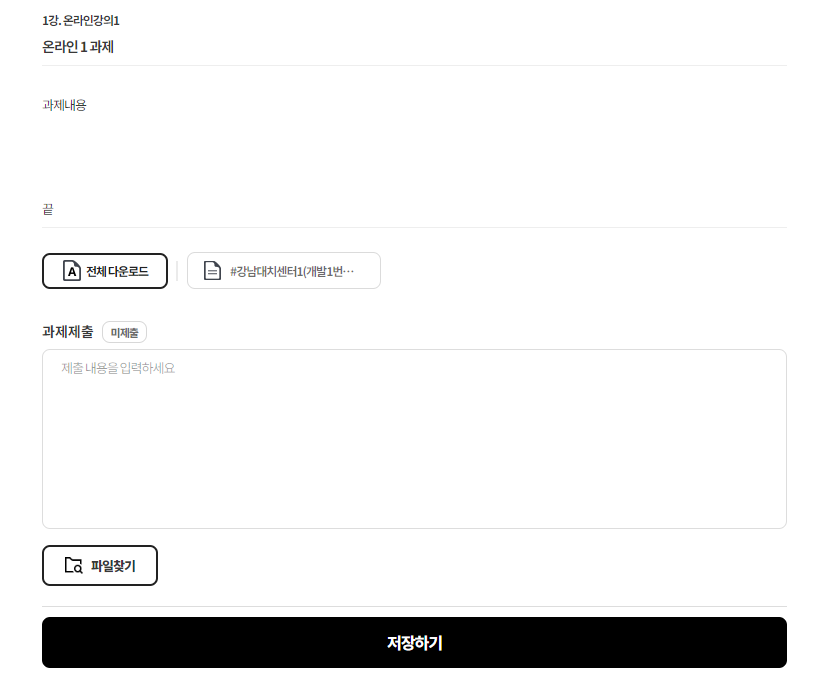 1강. 온라인강의1
온라인 1 과제
과제내용
끝
A 전체 다운로드
#강남대치센터1(개발1번…
과제제출 미제출
제출 내용을 입력하세요
파일찾기
저장하기